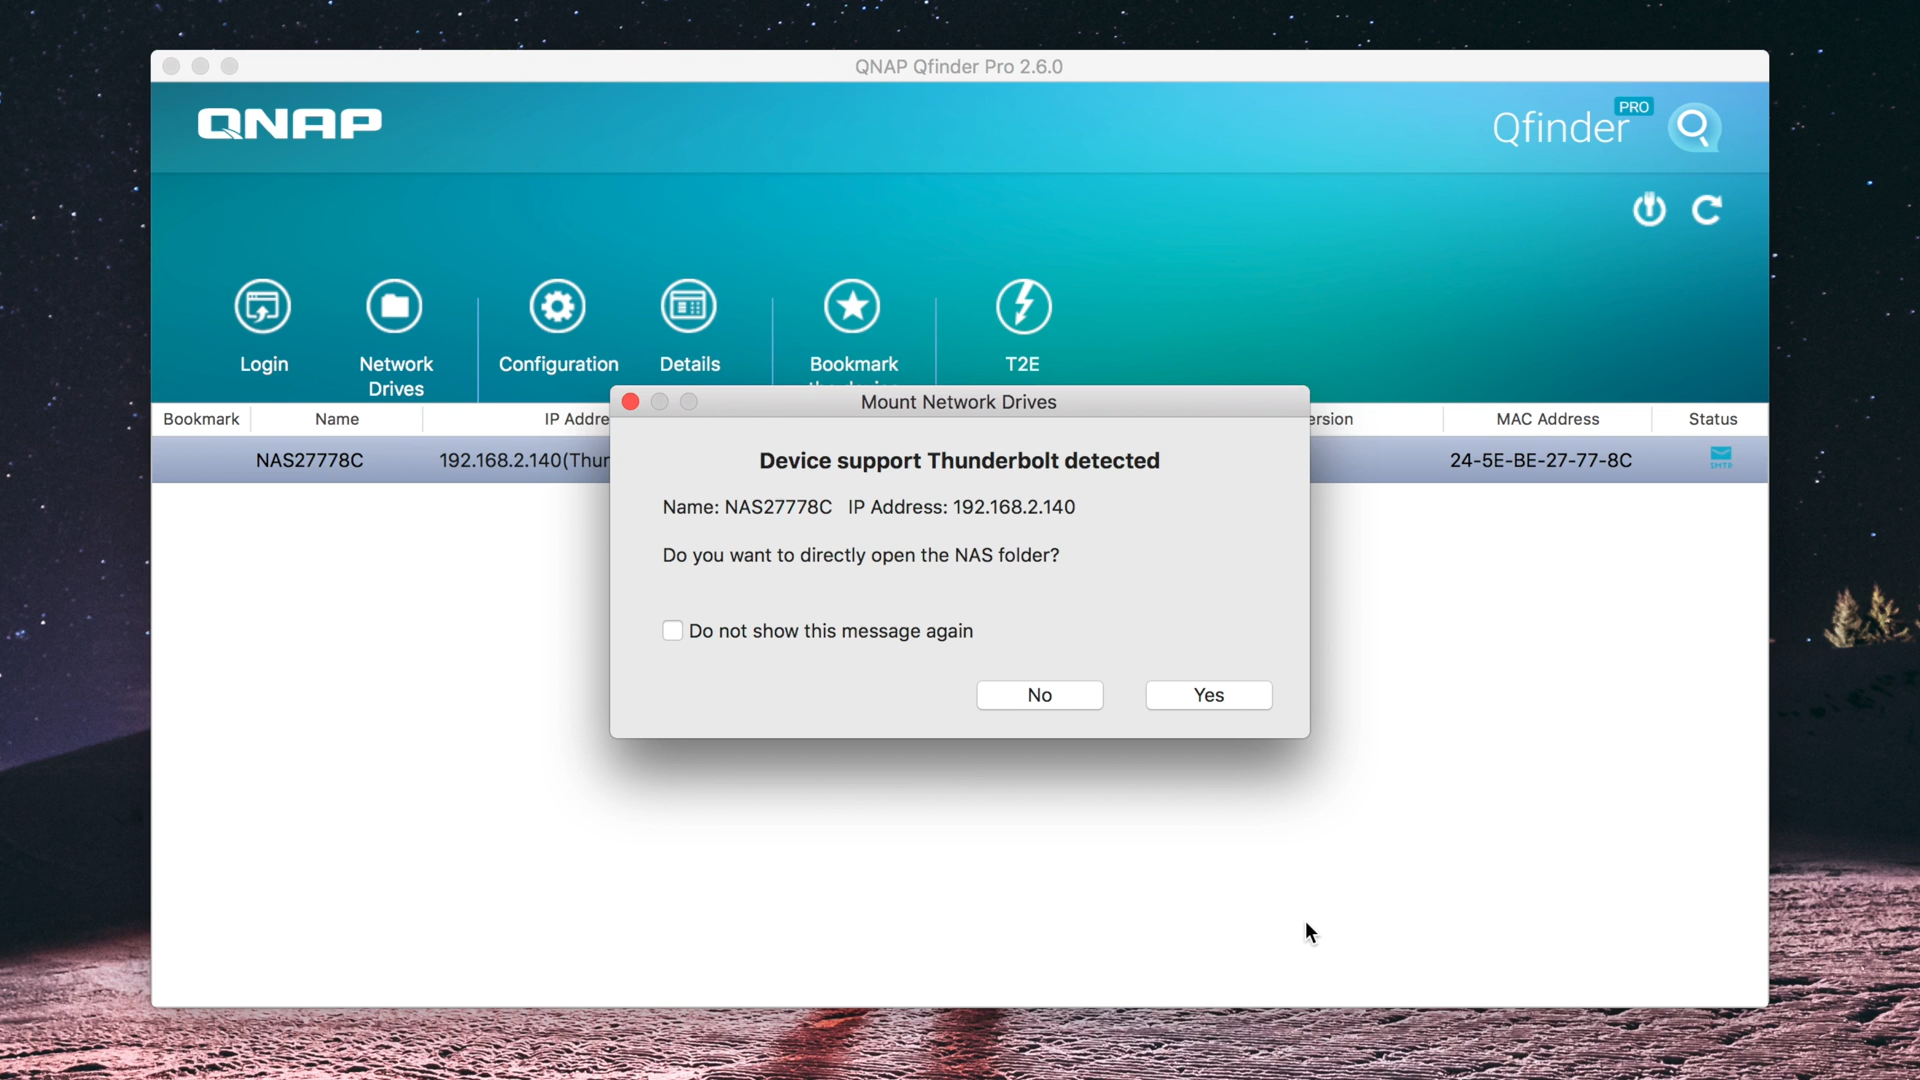 QNAP Qfinder Pro 2.6.0
QNAP
Qfinder PRO
Login
Network
Drives
Configuration
Details
Bookmark
T2E
Bookmark Name IP Addre ersion MAC Address Status
NAS27778C 192.168.2.140(Thur 24-5E-BE-27-77-8C SMTP
Mount Network Drives
Device support Thunderbolt detected
Name: NAS27778C IP Address: 192.168.2.140
Do you want to directly open the NAS folder?
Do not show this message again
No
Yes